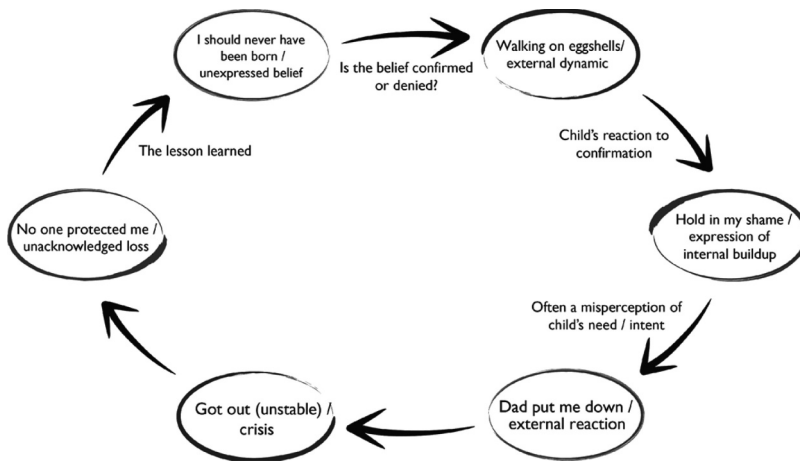 I should never have
been born /
unexpressed belief
Is the belief confirmed
or denied?
Walking on eggshells/
external dynamic
Child's reaction to
confirmation
Hold in my shame /
expression of
internal buildup
Often a misperception of
child's need / intent
Dad put me down /
external reaction
Got out (unstable) /
crisis
No one protected me /
unacknowledged loss
The lesson learned